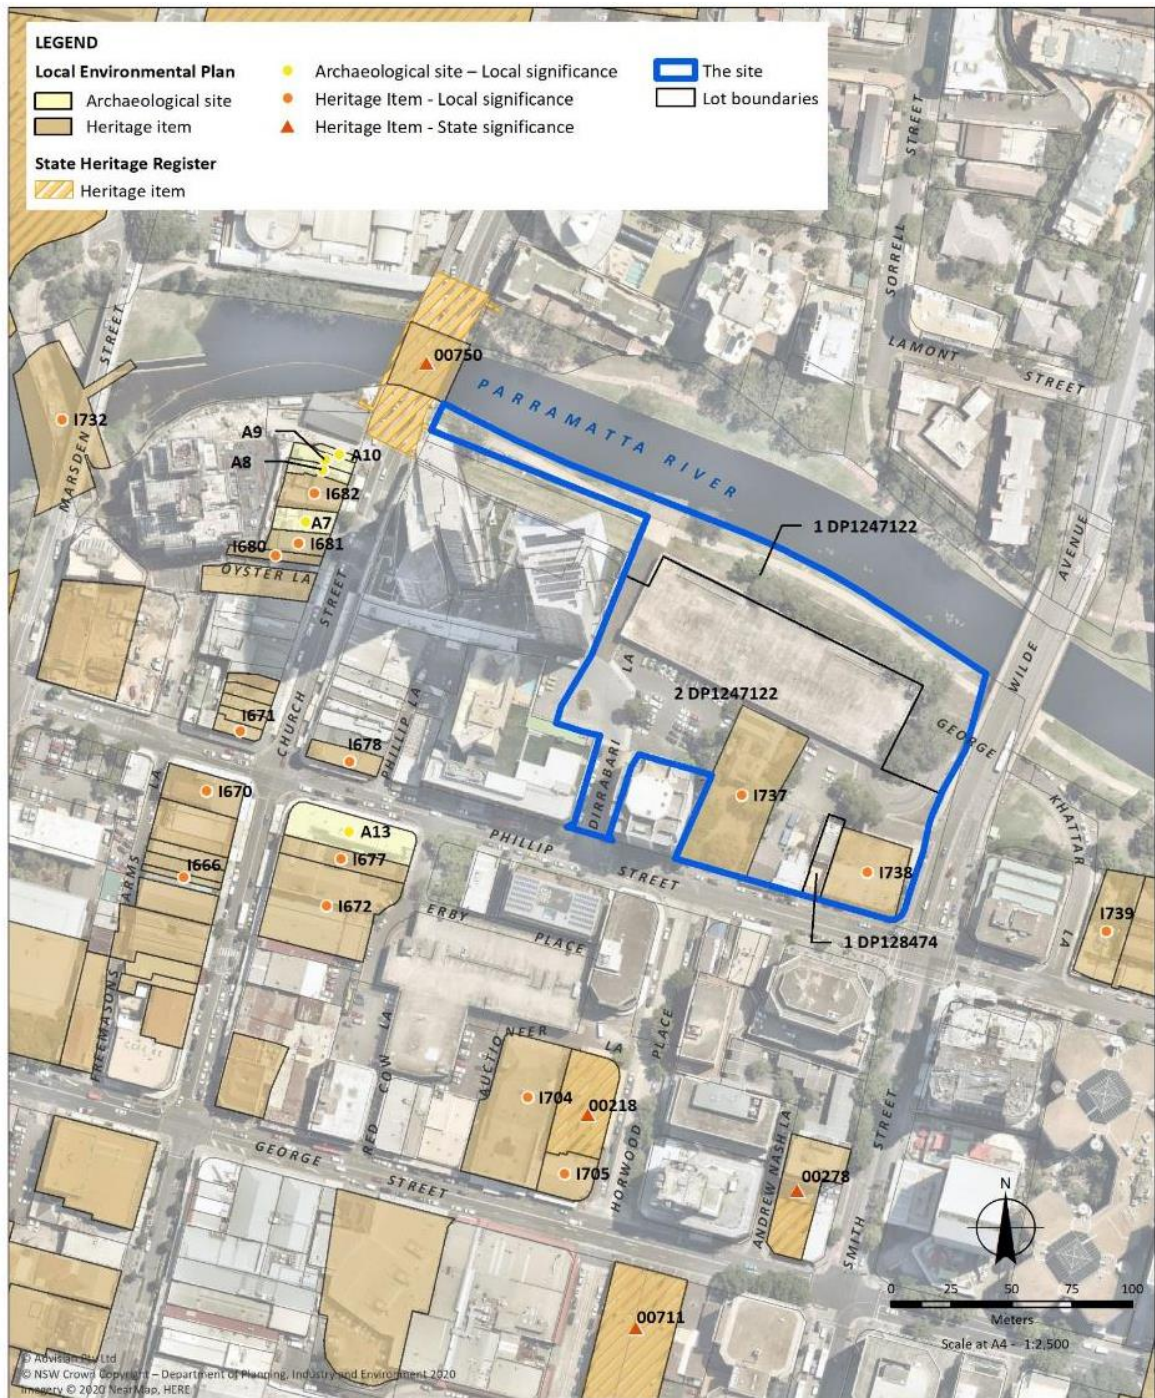 LEGEND
Local Environmental Plan
Archaeological site
Heritage item
State Heritage Register
Heritage item
Archaeological site – Local significance
Heritage Item - Local significance
Heritage Item - State significance
The site
Lot boundaries
STREET
SORRELL
LAMONT
STREET
STREET
MARSDEN
I732
00750
PARRAMATTA RIVER
A9
A10
A8
I682
A7
I681
I680
OYSTER LA
STREET
CHURCH
1 DP1247122
AVENUE
WILDE
LA
2 DP1247122
GEORGE
KHATTAR
LA
I671
I678
PHILLIP LA
DIRRABARI
I737
I670
LA
ARMS
FREEMASONS
A13
I677
I666
I672
PHILLIP
STREET
I738
I739
1 DP128474
ERBY
PLACE
AUCTIONEER
LA
PLACE
HORWOOD
RED COW LA
I704
00218
I705
GEORGE
STREET
ANDREW NASH LA
00278
STREET
SMITH
00711
N
0 25 50 75 100
Meters
Scale at A4 - 1:2,500
© Advisian Pty Ltd
© NSW Crown Copyright – Department of Planning, Industry and Environment 2020
Imagery © 2020 NearMap, HERE